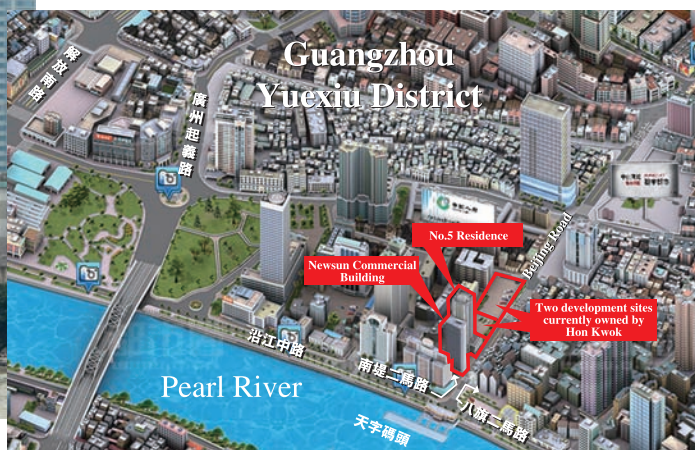 Guangzhou
Yuexiu District
解放南路
廣州起義路
No.5 Residence
Newsun Commercial
Building
Beijing Road
Two development sites
currently owned by
Hon Kwok
沿江中路
Pearl River
南堤二馬路
八旗二馬路
天字碼頭